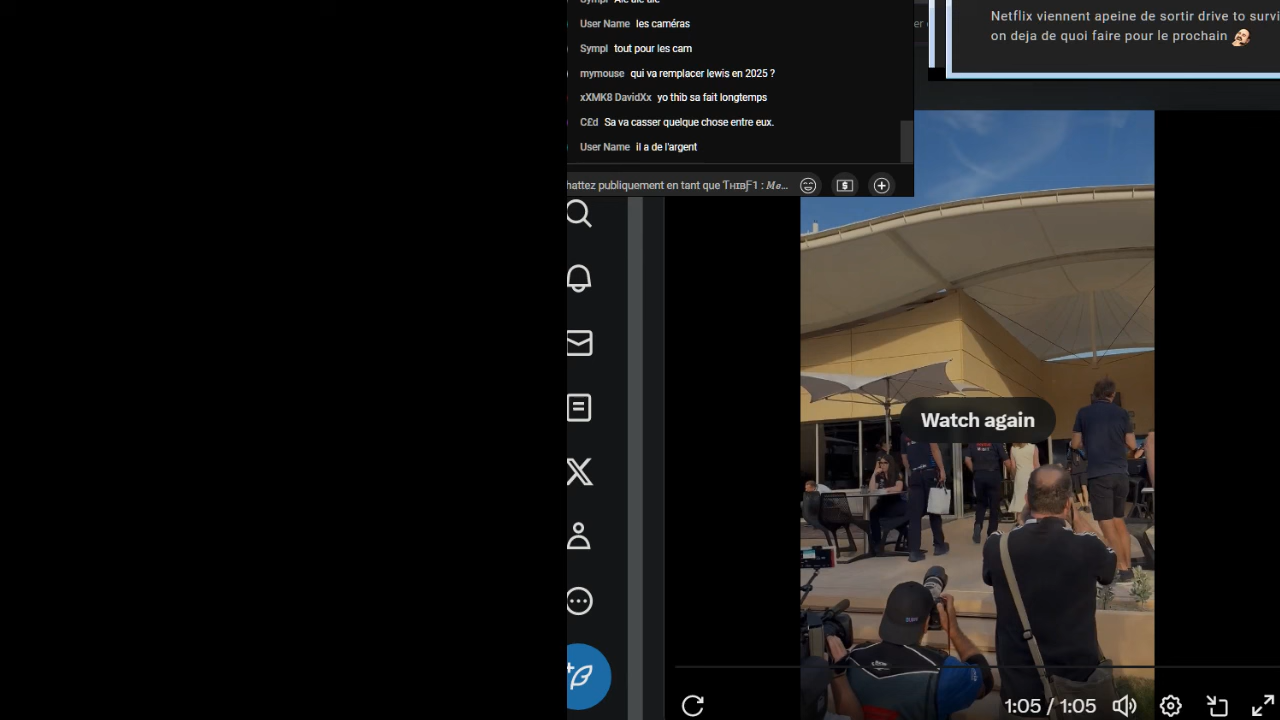 User Name les caméras
Sympl tout pour les cam
mymouse qui va remplacer lewis en 2025 ?
xXMK8 DavidXx yo thib sa fait longtemps
C£d Sa va casser quelque chose entre eux.
User Name il a de l'argent
hattez publiquement en tant que ƬʜɪʙƑ1 : Me...
Netflix viennent apeine de sortir drive to survi
on deja de quoi faire pour le prochain
Watch again
1:05 / 1:05